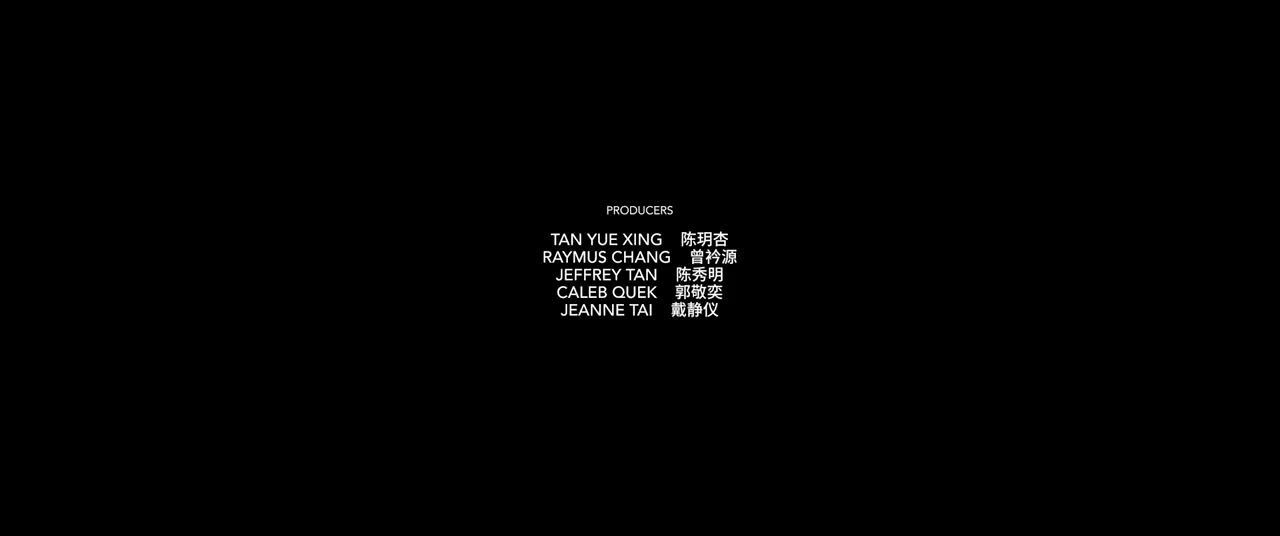 PRODUCERS
TAN YUE XING 陈玥杏
RAYMUS CHANG 曾衿源
JEFFREY TAN 陈秀明
CALEB QUEK 郭敬奕
JEANNE TAI 戴静仪